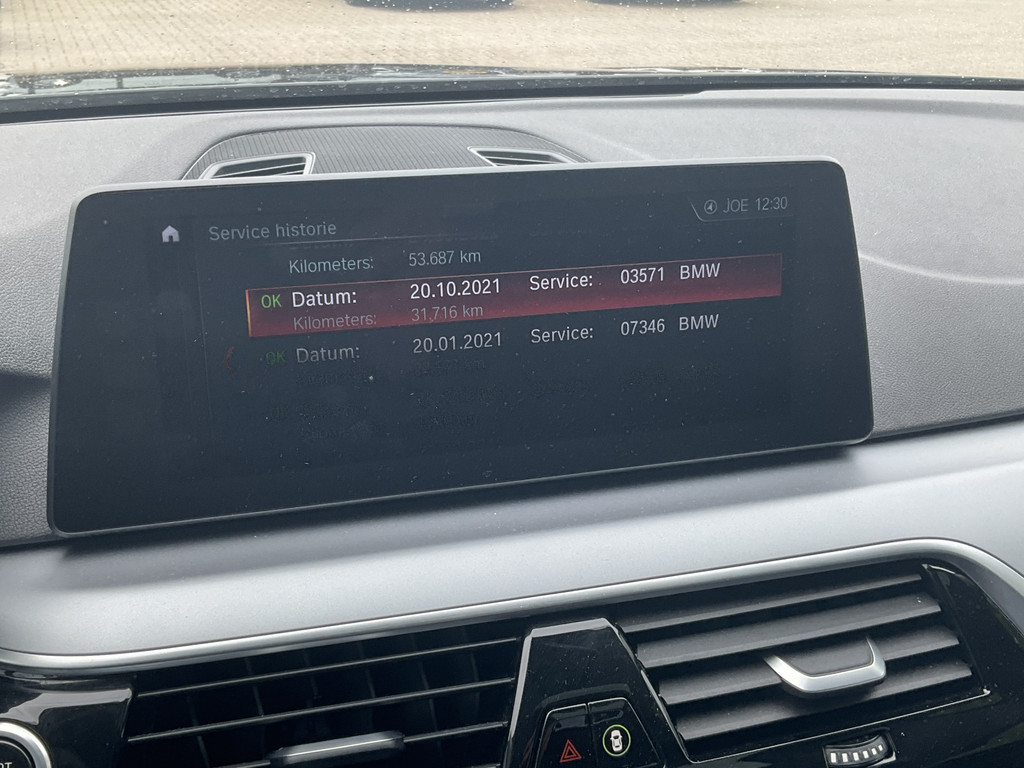 JOE 12:30
Service historie
Kilometers: 53.687 km
OK Datum: 20.10.2021 Service: 03571 BMW
Kilometers: 31,716 km
OK Datum: 20.01.2021 Service: 07346 BMW